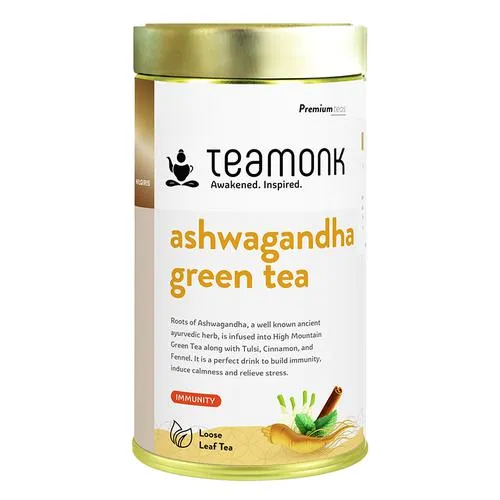 Premiumteas
NILGIRIS
TEAMONK
Awakened. Inspired.
ashwagandha
green tea
Roots of Ashwagandha, a well known ancient
ayurvedic herb, is infused into High Mountain
Green Tea along with Tulsi, Cinnamon, and
Fennel. It is a perfect drink to build immunity,
induce calmness and relieve stress.
IMMUNITY
Loose
Leaf Tea